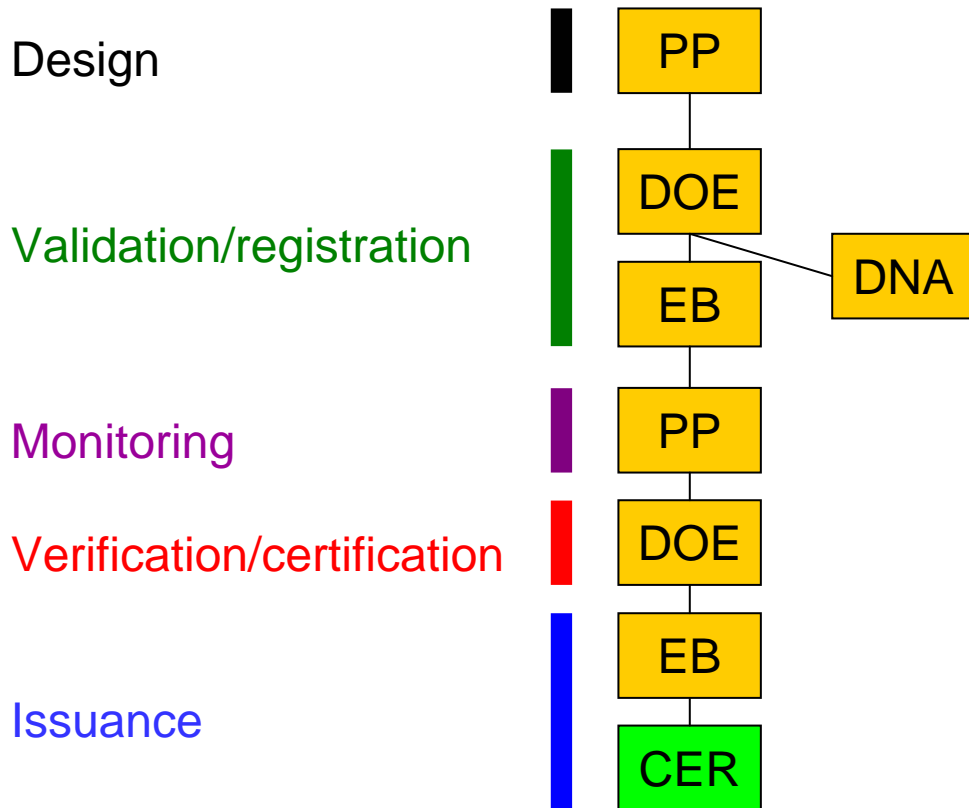 Design
PP
Validation/registration
DOE
DNA
EB
Monitoring
PP
Verification/certification
DOE
Issuance
EB
CER